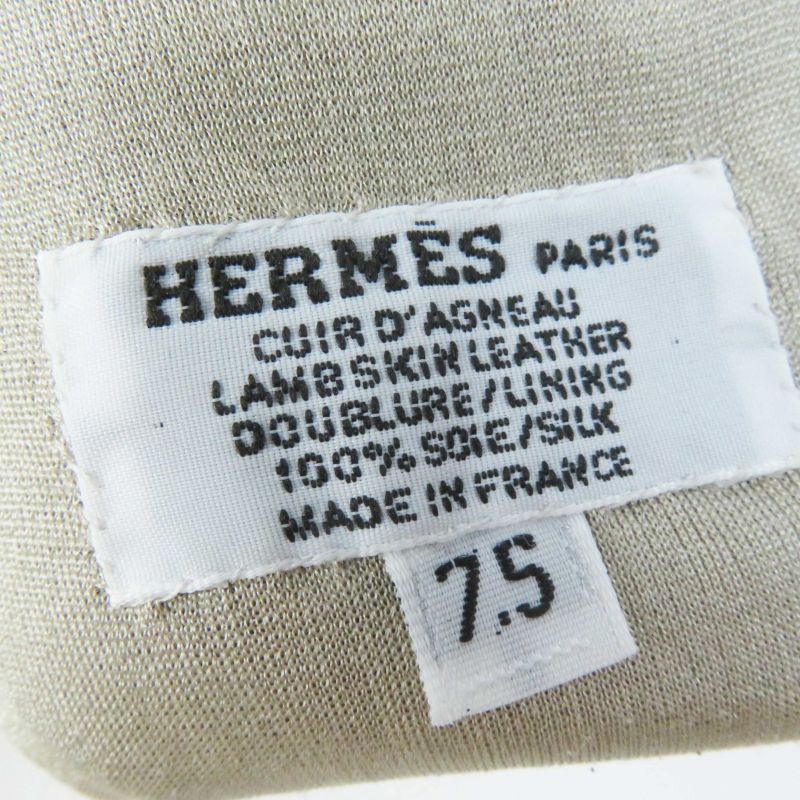 HERMÈS PARIS
CUIR D'AGNEAU
LAMBSKIN LEATHER
DOUBLURE/LINING
100% SOIE/SILK
MADE IN FRANCE
7.5